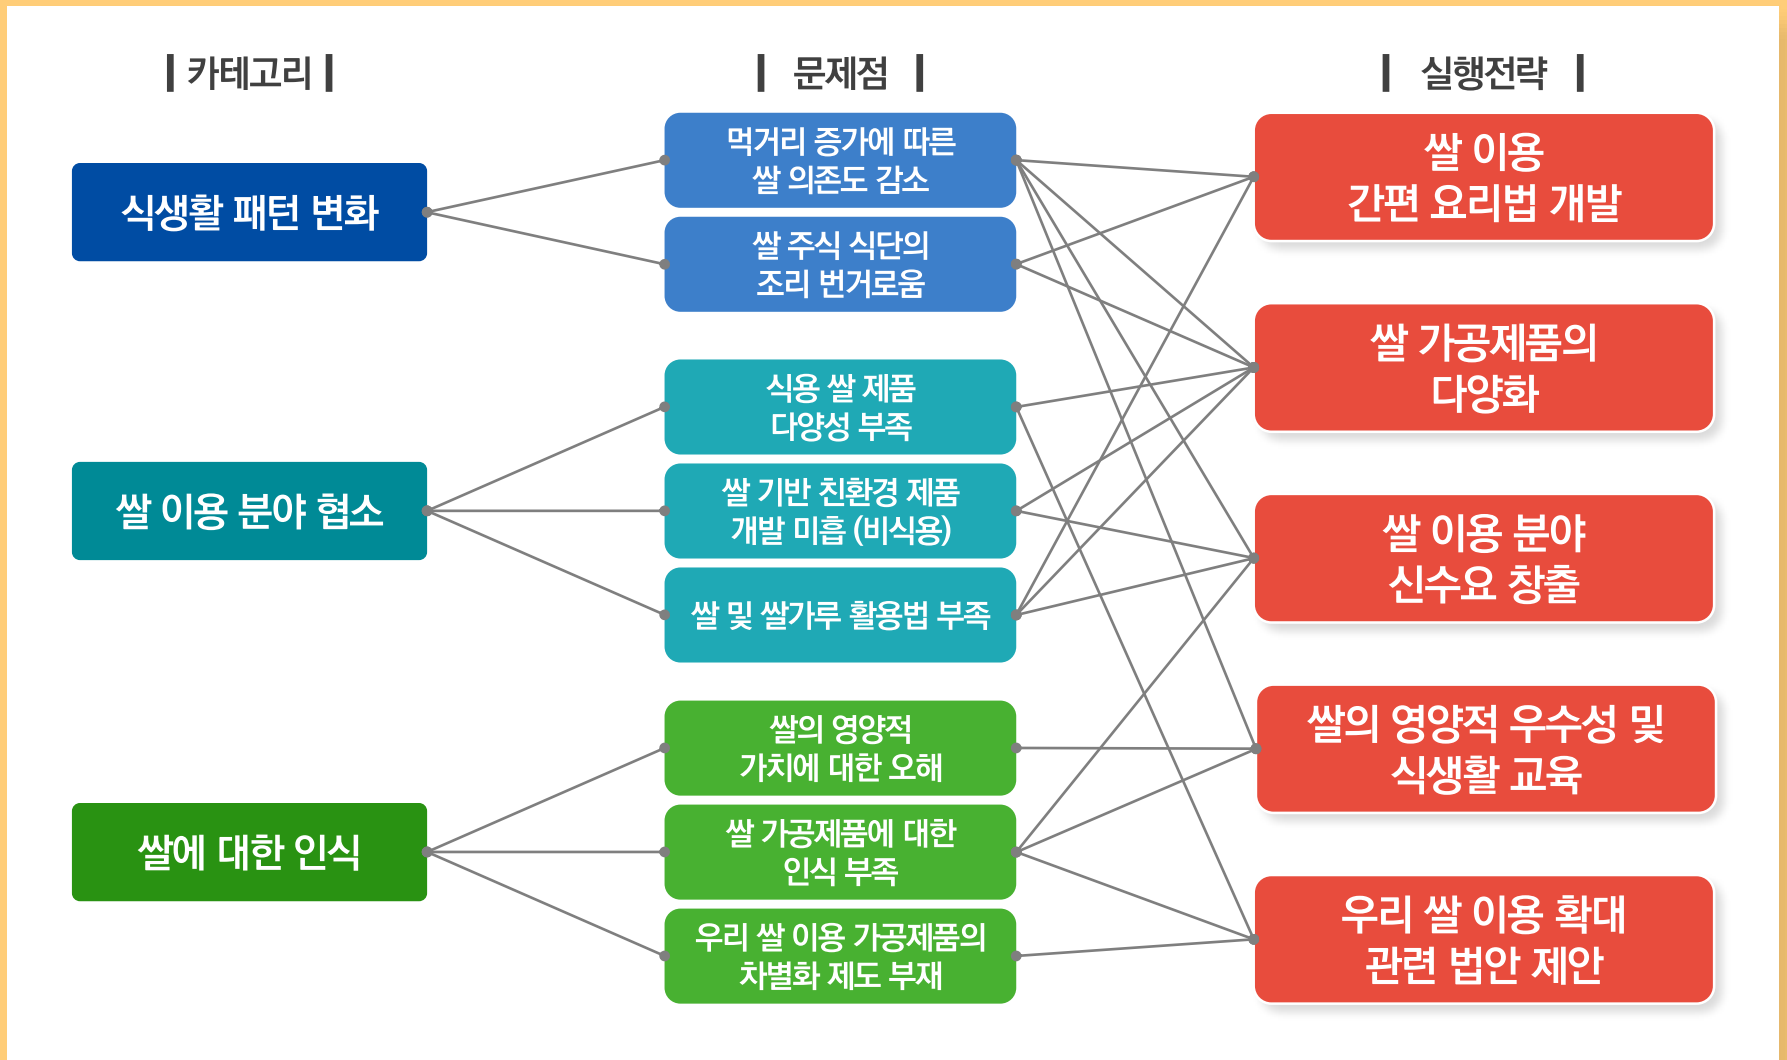 카테고리
문제점
실행전략
식생활 패턴 변화
먹거리 증가에 따른
쌀 의존도 감소
쌀 주식 식단의
조리 번거로움
쌀 이용 분야 협소
식용 쌀 제품
다양성 부족
쌀 기반 친환경 제품
개발 미흡 (비식용)
쌀 및 쌀가루 활용법 부족
쌀에 대한 인식
쌀의 영양적
가치에 대한 오해
쌀 가공제품에 대한
인식 부족
우리 쌀 이용 가공제품의
차별화 제도 부재
쌀 이용
간편 요리법 개발
쌀 가공제품의
다양화
쌀 이용 분야
신수요 창출
쌀의 영양적 우수성 및
식생활 교육
우리 쌀 이용 확대
관련 법안 제안